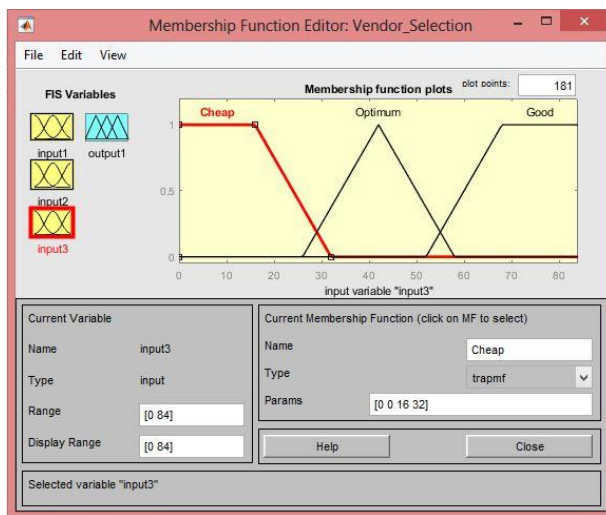 Membership Function Editor: Vendor_Selection
File Edit View
FIS Variables
input1 output1
input2
input3
Membership function plots plot points: 181
Cheap Optimum Good
1
0.5
0
0 10 20 30 40 50 60 70 80
input variable "input3"
Current Variable
Name input3
Type input
Range [0 84]
Display Range [0 84]
Current Membership Function (click on MF to select)
Name Cheap
Type trapmf
Params [0 0 16 32]
Help Close
Selected variable "input3"